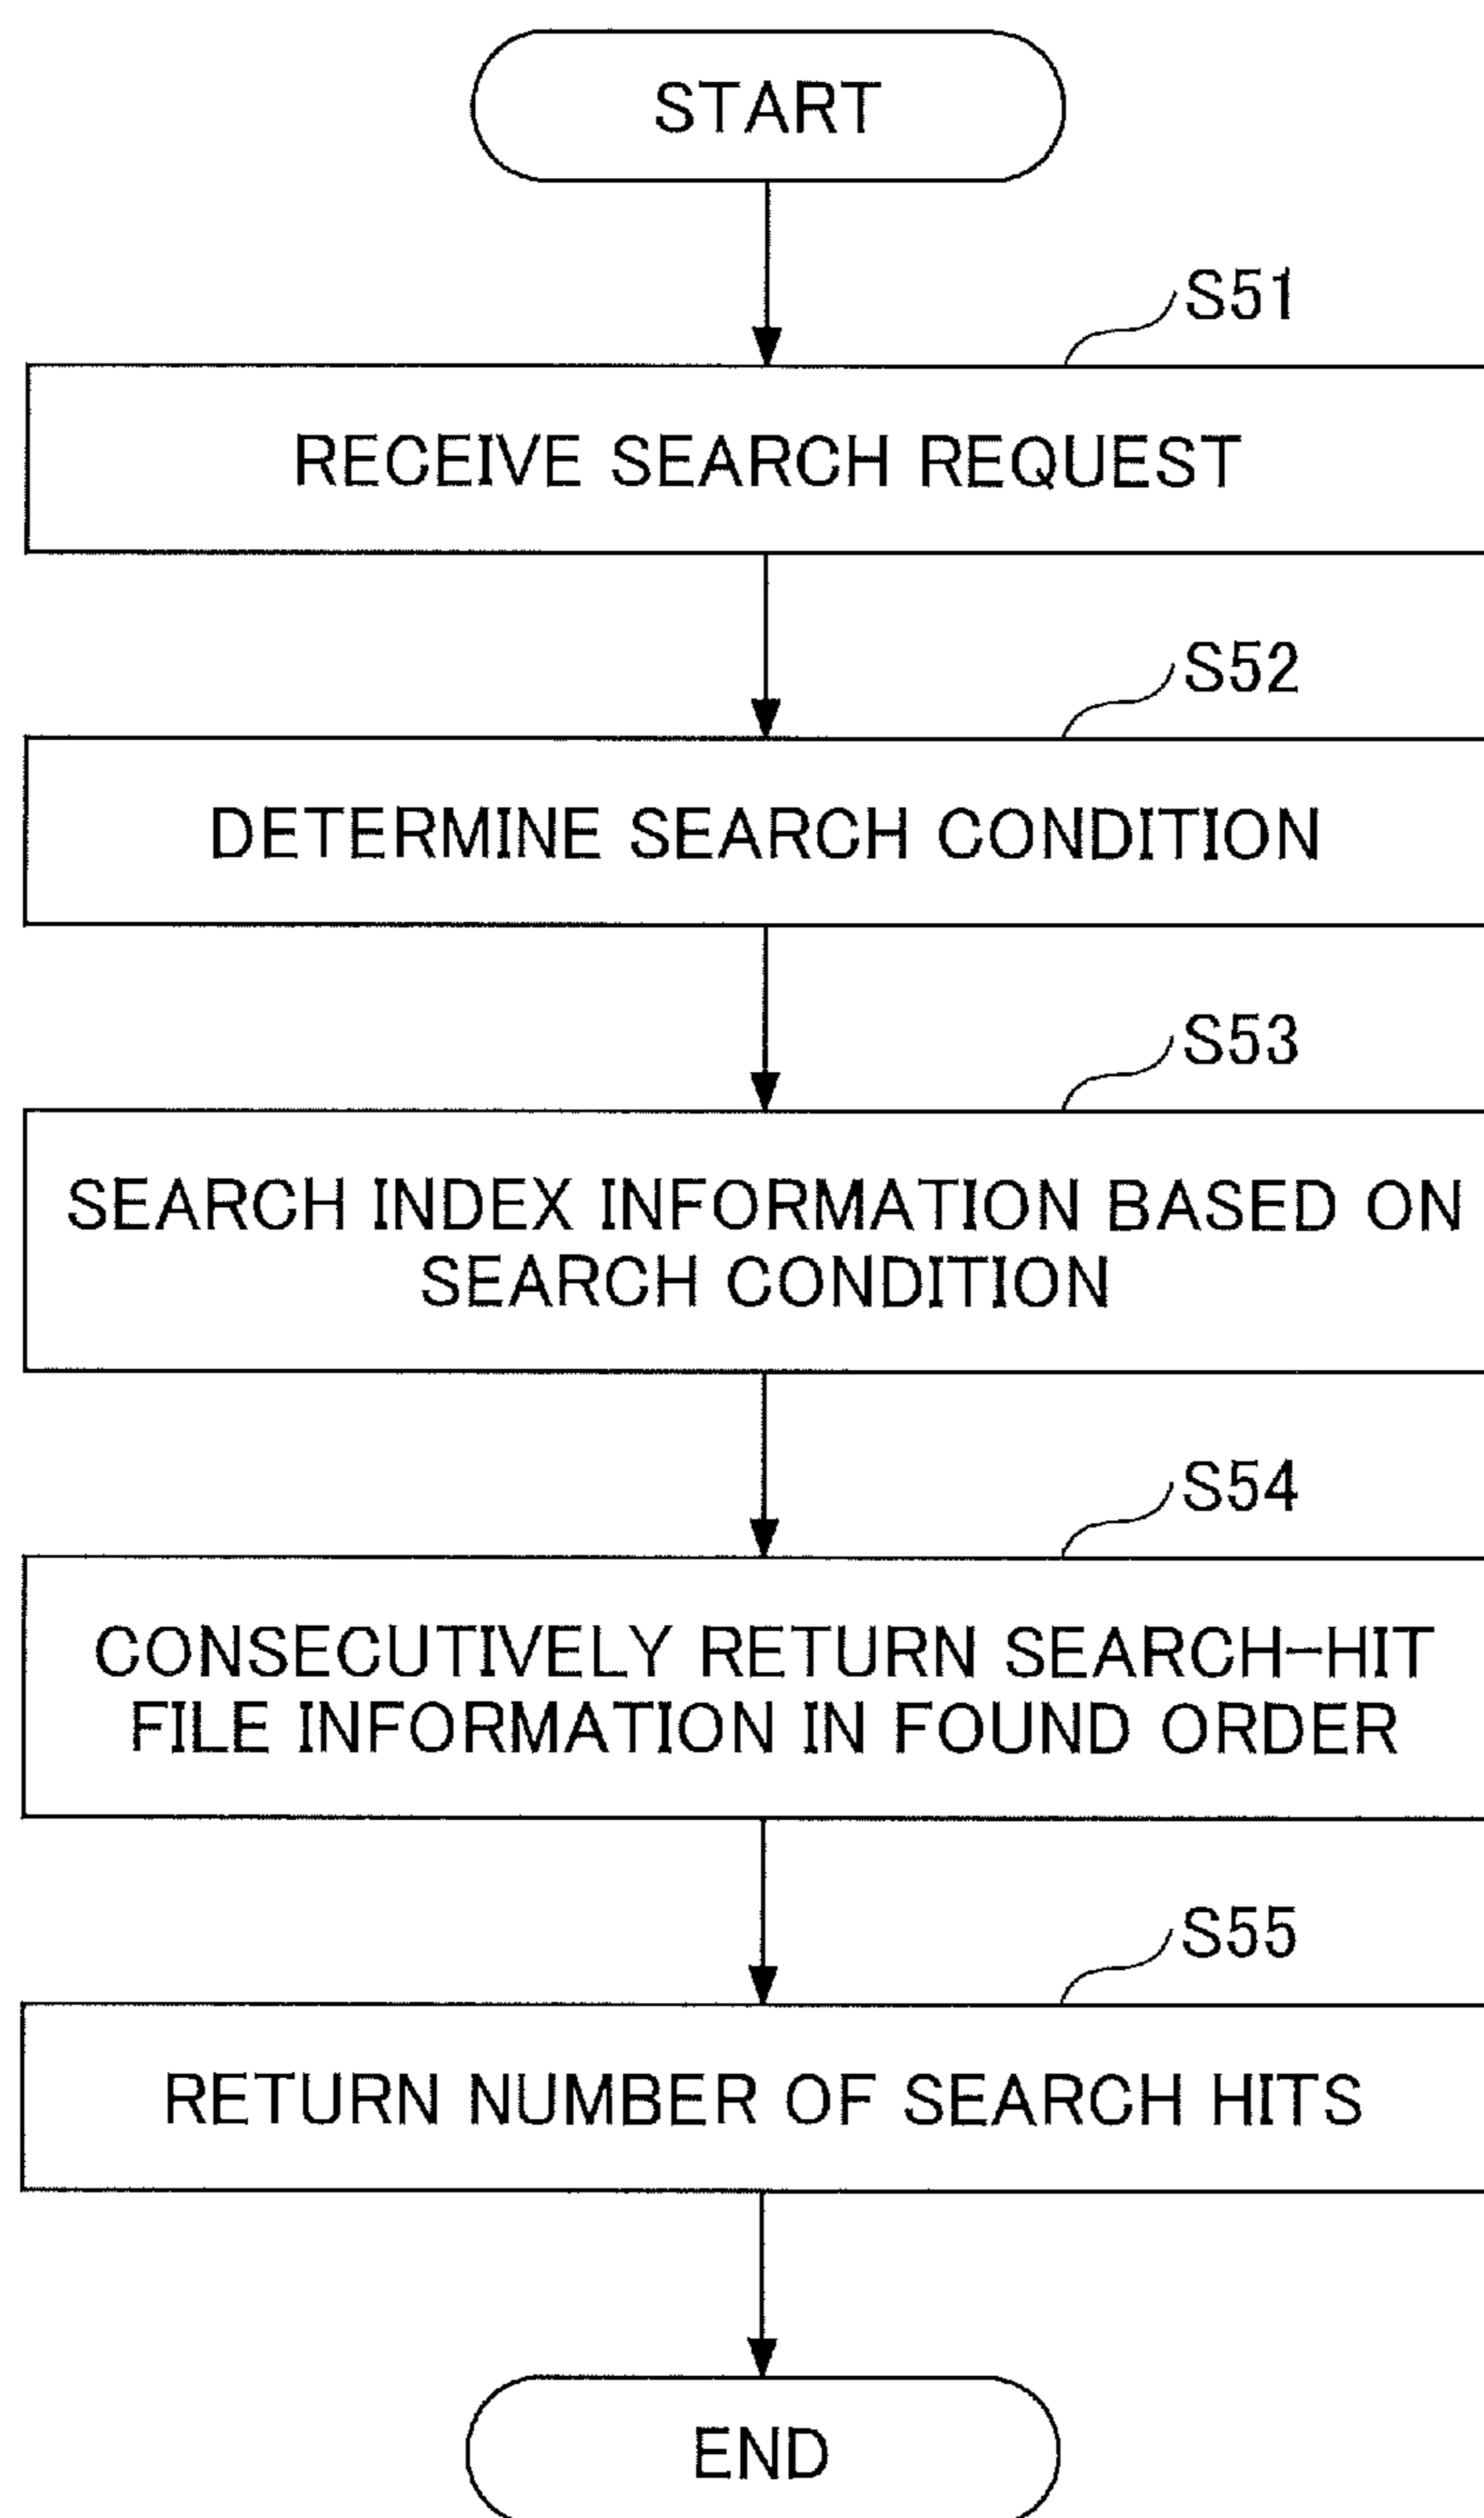 START
S51
RECEIVE SEARCH REQUEST
S52
DETERMINE SEARCH CONDITION
S53
SEARCH INDEX INFORMATION BASED ON
SEARCH CONDITION
S54
CONSECUTIVELY RETURN SEARCH-HIT
FILE INFORMATION IN FOUND ORDER
S55
RETURN NUMBER OF SEARCH HITS
END